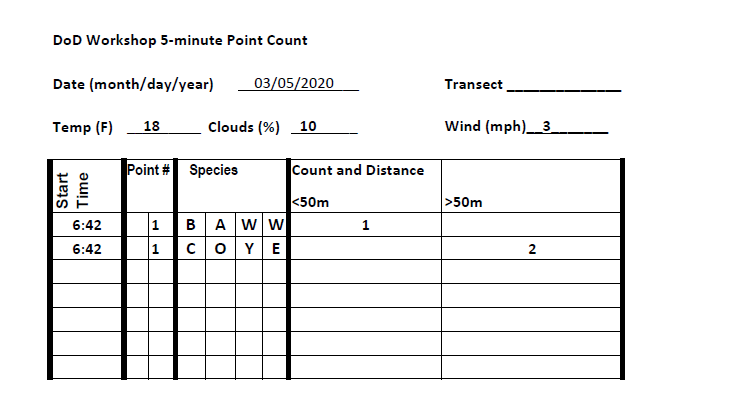 DoD Workshop 5-minute Point Count
Date (month/day/year) 03/05/2020 Transect
Temp (F) 18 Clouds (%) 10 Wind (mph) 3
Start Time Point # Species Count and Distance
<50m >50m
6:42 1 B A W W 1
6:42 1 C O Y E 2